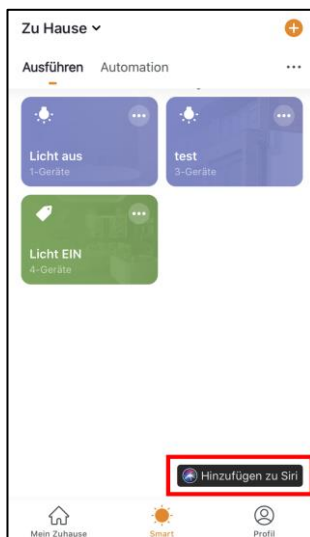 Zu Hause
Ausführen Automation
Licht aus
1-Geräte
test
3-Geräte
Licht EIN
4-Geräte
Hinzufügen zu Siri
Mein Zuhause Smart Profil